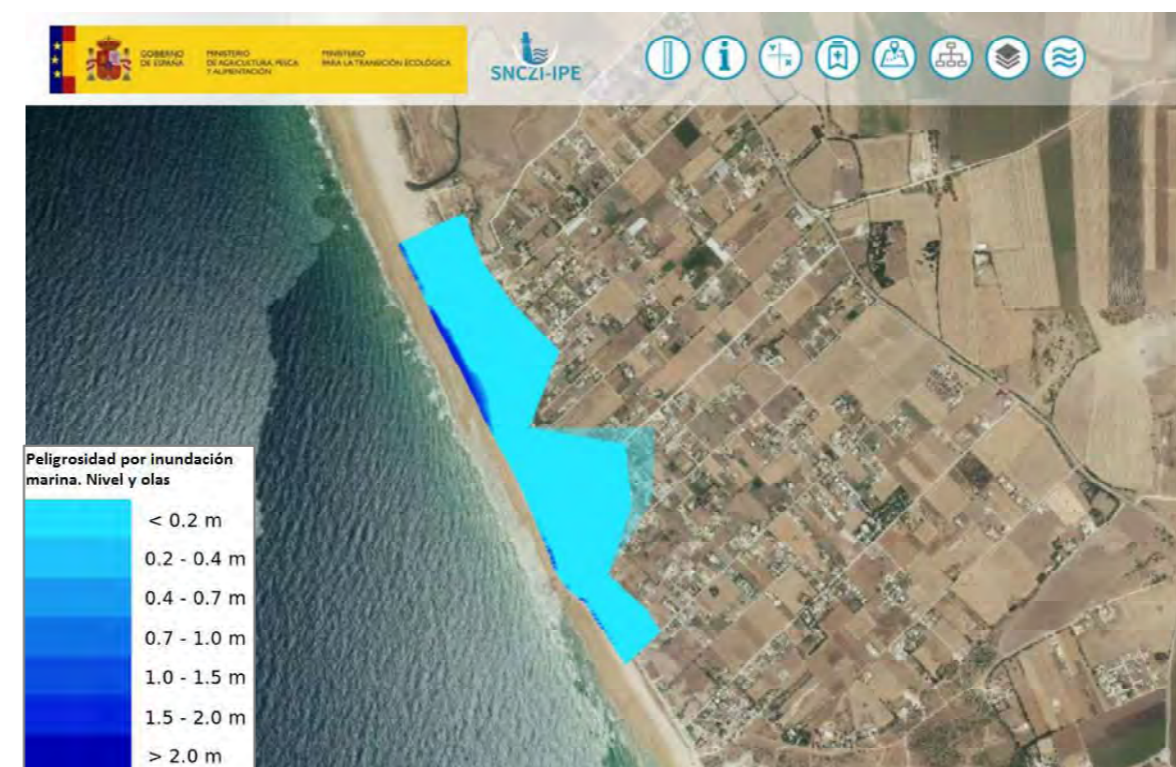 GOBIERNO
DE ESPAÑA
MINISTERIO
DE AGRICULTURA, PESCA
Y ALIMENTACIÓN
MINISTERIO
PARA LA TRANSICIÓN ECOLÓGICA
SNCZI-IPE
Peligrosidad por inundación
marina. Nivel y olas
< 0.2 m
0.2 - 0.4 m
0.4 - 0.7 m
0.7 - 1.0 m
1.0 - 1.5 m
1.5 - 2.0 m
> 2.0 m